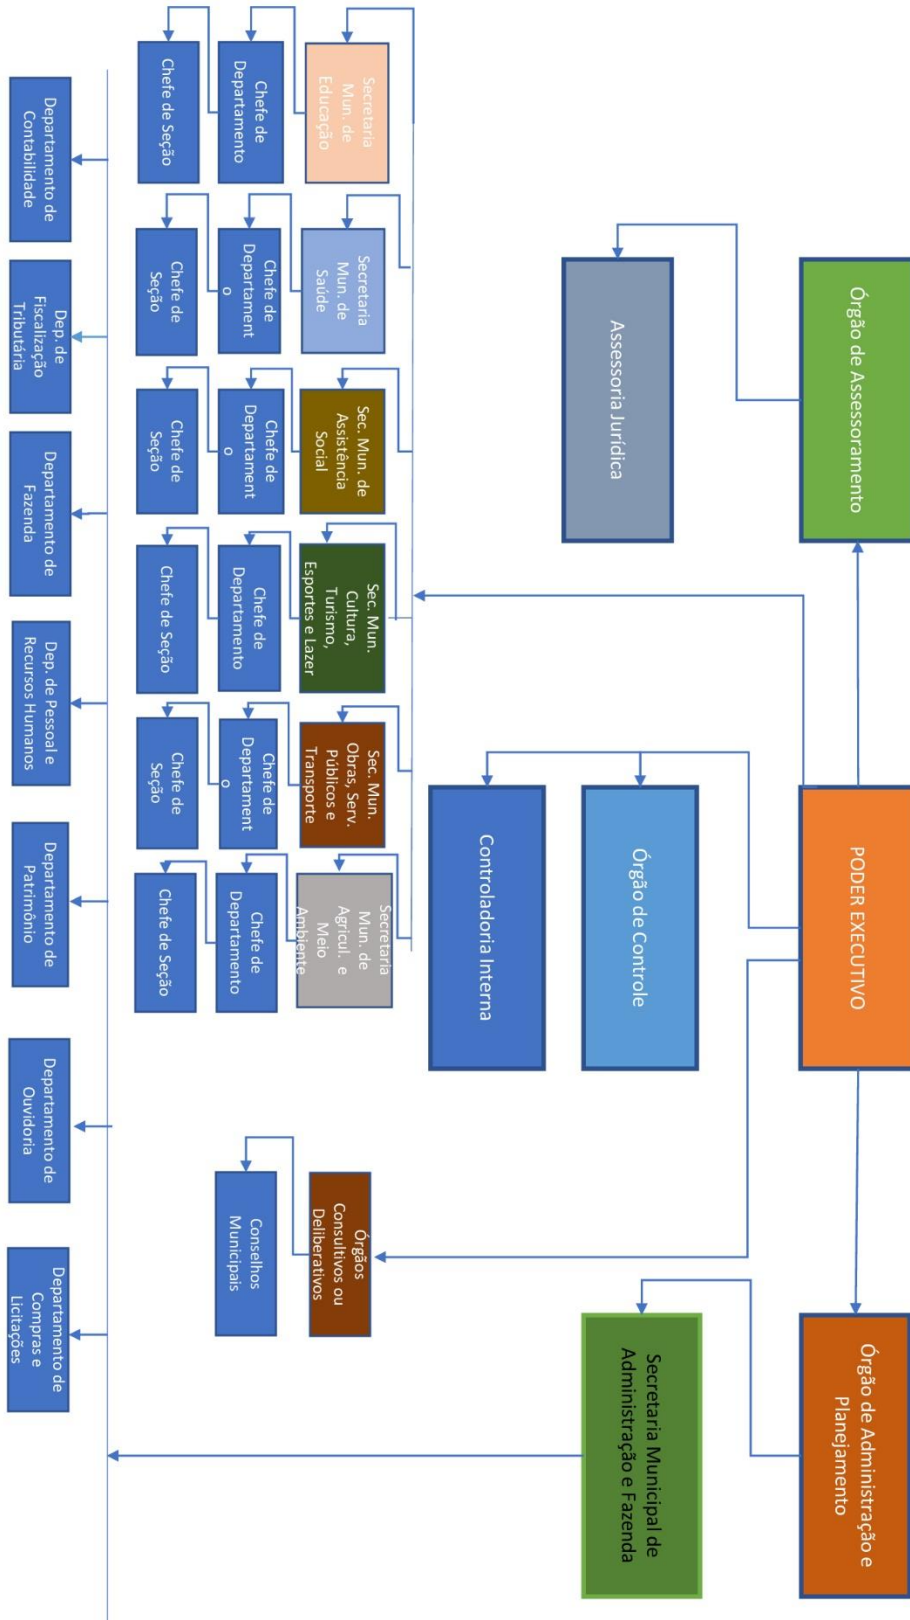 Órgão de Assessoramento
PODER EXECUTIVO
Órgão de Administração e
Planejamento
Assessoria Jurídica
Órgão de Controle
Secretaria Municipal de
Administração e Fazenda
Controladoria Interna
Secretaria
Mun. de
Educação
Secretaria
Mun. de
Saúde
Sec. Mun. de
Assistência
Social
Sec. Mun.
Cultura,
Turismo,
Esportes e Lazer
Sec. Mun.
Obras, Serv.
Públicos e
Transporte
Secretaria
Mun. de
Agricul. e
Meio
Ambiente
Órgãos
Consultivos ou
Deliberativos
Chefe de
Departamento
Chefe de
Departament
o
Chefe de
Departament
o
Chefe de
Departamento
Chefe de
Departament
o
Chefe de
Departamento
Conselhos
Municipais
Chefe de Seção
Chefe de
Seção
Chefe de
Seção
Chefe de Seção
Chefe de
Seção
Chefe de Seção
Departamento de
Contabilidade
Dep. de
Fiscalização
Tributária
Departamento de
Fazenda
Dep. de Pessoal e
Recursos Humanos
Departamento de
Patrimônio
Departamento de
Ouvidoria
Departamento de
Compras e
Licitações